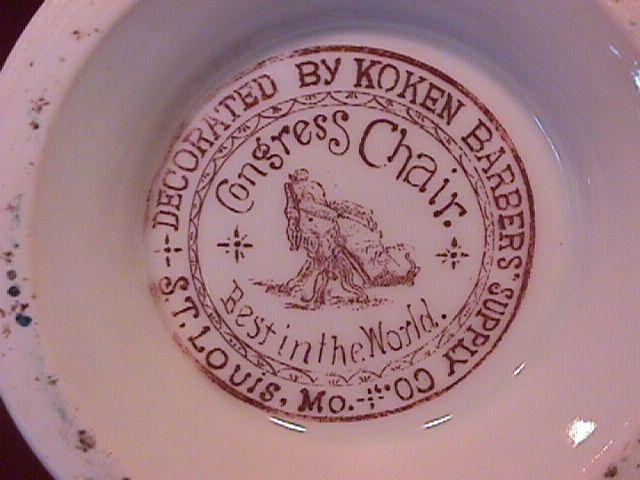 DECORATED BY KOKEN BARBERS' SUPPLY CO.
ST. LOUIS, MO.
Congress Chair.
Best in the World.